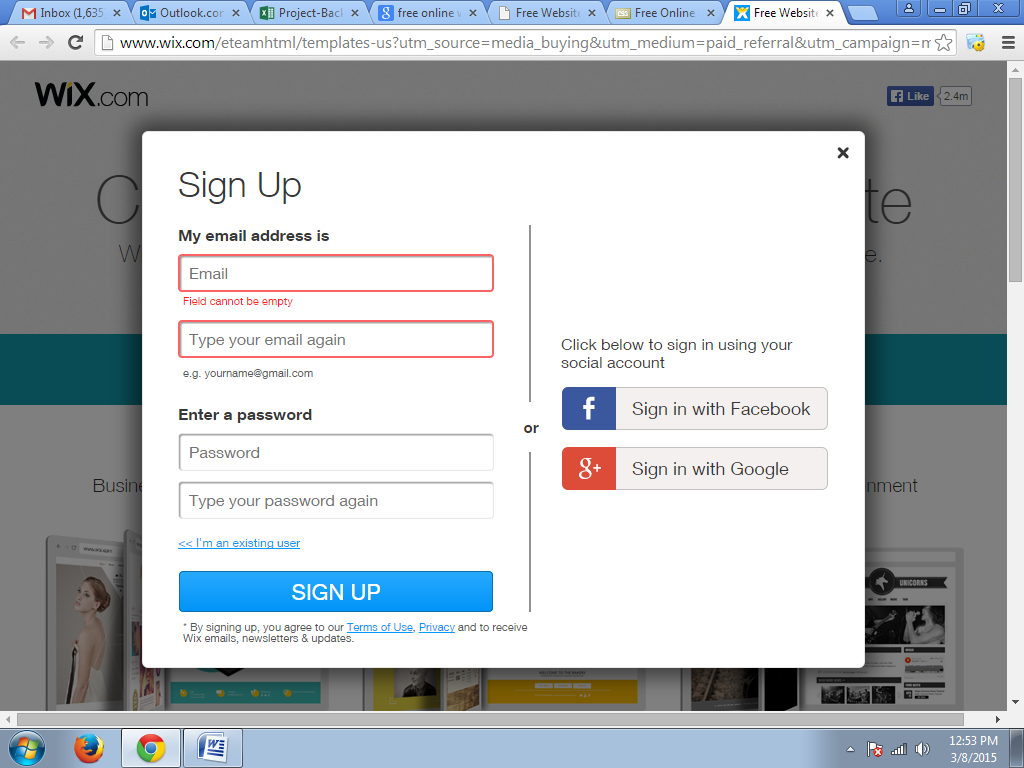 Inbox (1,635
Outlook.com
Project-Back
free online w
Free Website
Free Online
Free Website
www.wix.com/eteamhtml/templates-us?utm_source=media_buying&utm_medium=paid_referral&utm_campaign=m
WiX.com
Like
2.4m
Sign Up
My email address is
Email
Field cannot be empty
Type your email again
e.g. yourname@gmail.com
Enter a password
Password
Type your password again
<< I'm an existing user
SIGN UP
* By signing up, you agree to our Terms of Use, Privacy and to receive
Wix emails, newsletters & updates.
or
Click below to sign in using your
social account
Sign in with Facebook
Sign in with Google
UNICORNS
12:53 PM
3/8/2015